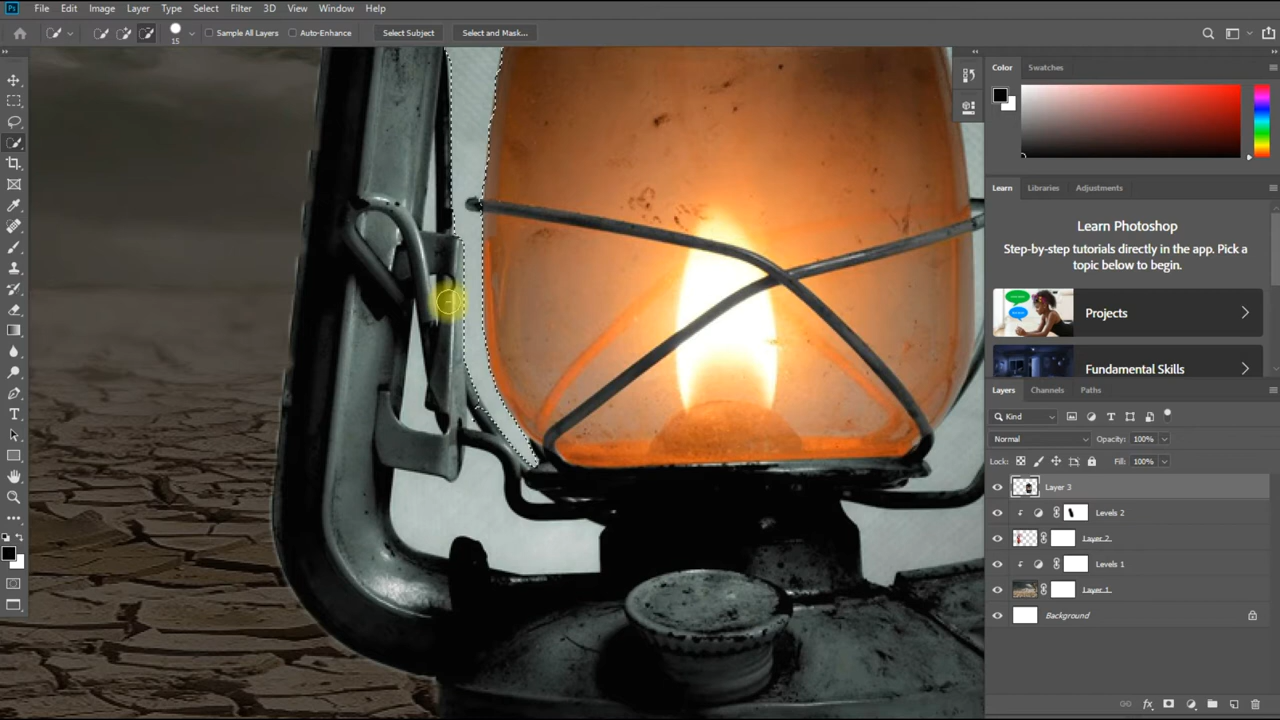 Ps File Edit Image Layer Type Select Filter 3D View Window Help
15 Sample All Layers Auto-Enhance Select Subject Select and Mask...
Color Swatches
Learn Libraries Adjustments
Learn Photoshop
Step-by-step tutorials directly in the app. Pick a
topic below to begin.
Projects
Fundamental Skills
Layers Channels Paths
Kind
Normal Opacity: 100%
Lock: Fill: 100%
Layer 3
Levels 2
Layer 2
Levels 1
Layer 1
Background